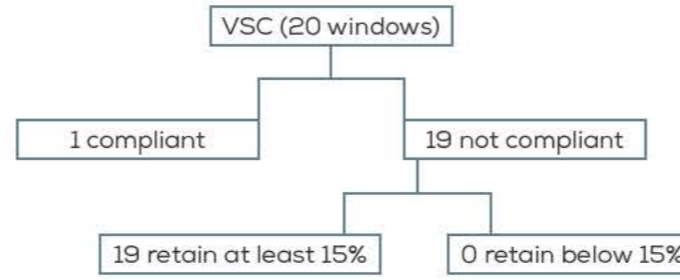 VSC (20 windows)
1 compliant
19 not compliant
19 retain at least 15%
0 retain below 15%